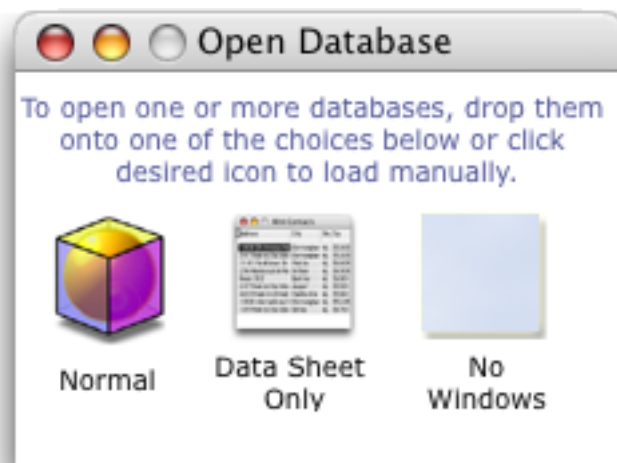 Open Database
To open one or more databases, drop them
onto one of the choices below or click
desired icon to load manually.
Normal
Data Sheet
Only
No
Windows